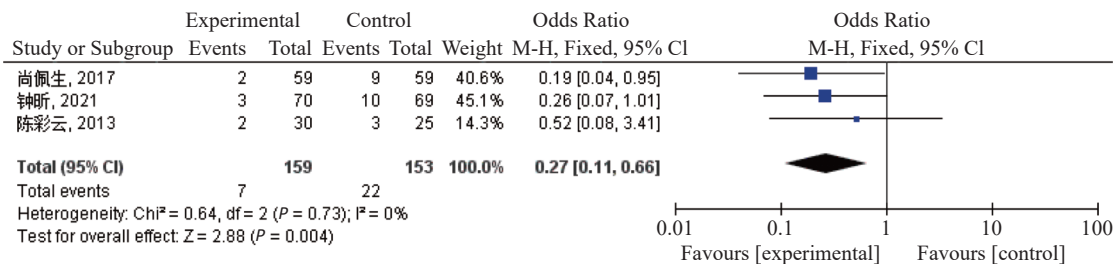 Experimental Control Odds Ratio Odds Ratio
Study or Subgroup Events Total Events Total Weight M-H, Fixed, 95% Cl M-H, Fixed, 95% Cl
尚佩生, 2017 2 59 9 59 40.6% 0.19 [0.04, 0.95]
钟昕, 2021 3 70 10 69 45.1% 0.26 [0.07, 1.01]
陈彩云, 2013 2 30 3 25 14.3% 0.52 [0.08, 3.41]
Total (95% CI) 159 153 100.0% 0.27 [0.11, 0.66]
Total events 7 22
Heterogeneity: Chi² = 0.64, df = 2 (P = 0.73); I² = 0%
Test for overall effect: Z = 2.88 (P = 0.004)
0.01 0.1 1 10 100
Favours [experimental] Favours [control]